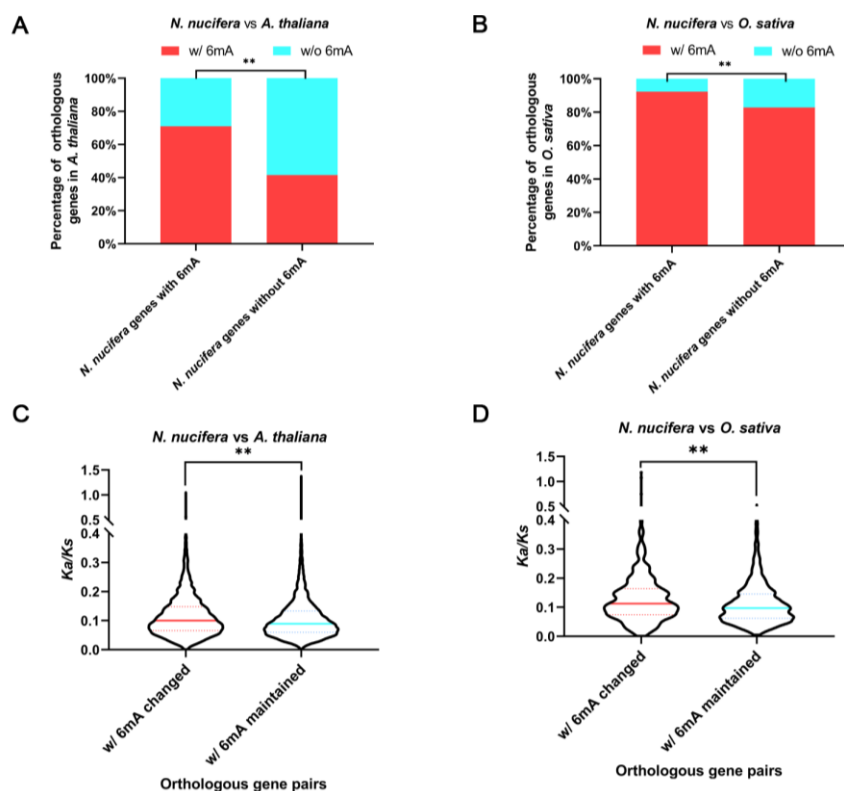 A
N. nucifera vs A. thaliana
w/ 6mA w/o 6mA
**
Percentage of orthologous
genes in A. thaliana
100%
80%
60%
40%
20%
0%
N. nucifera genes with 6mA
N. nucifera genes without 6mA
B
N. nucifera vs O. sativa
w/ 6mA w/o 6mA
**
Percentage of orthologous
genes in O. sativa
100%
80%
60%
40%
20%
0%
N. nucifera genes with 6mA
N. nucifera genes without 6mA
C
N. nucifera vs A. thaliana
**
Ka/Ks
1.5
1.0
0.5
0.4
0.3
0.2
0.1
0.0
w/ 6mA changed
w/ 6mA maintained
Orthologous gene pairs
D
N. nucifera vs O. sativa
**
Ka/Ks
1.5
1.0
0.5
0.4
0.3
0.2
0.1
0.0
w/ 6mA changed
w/ 6mA maintained
Orthologous gene pairs